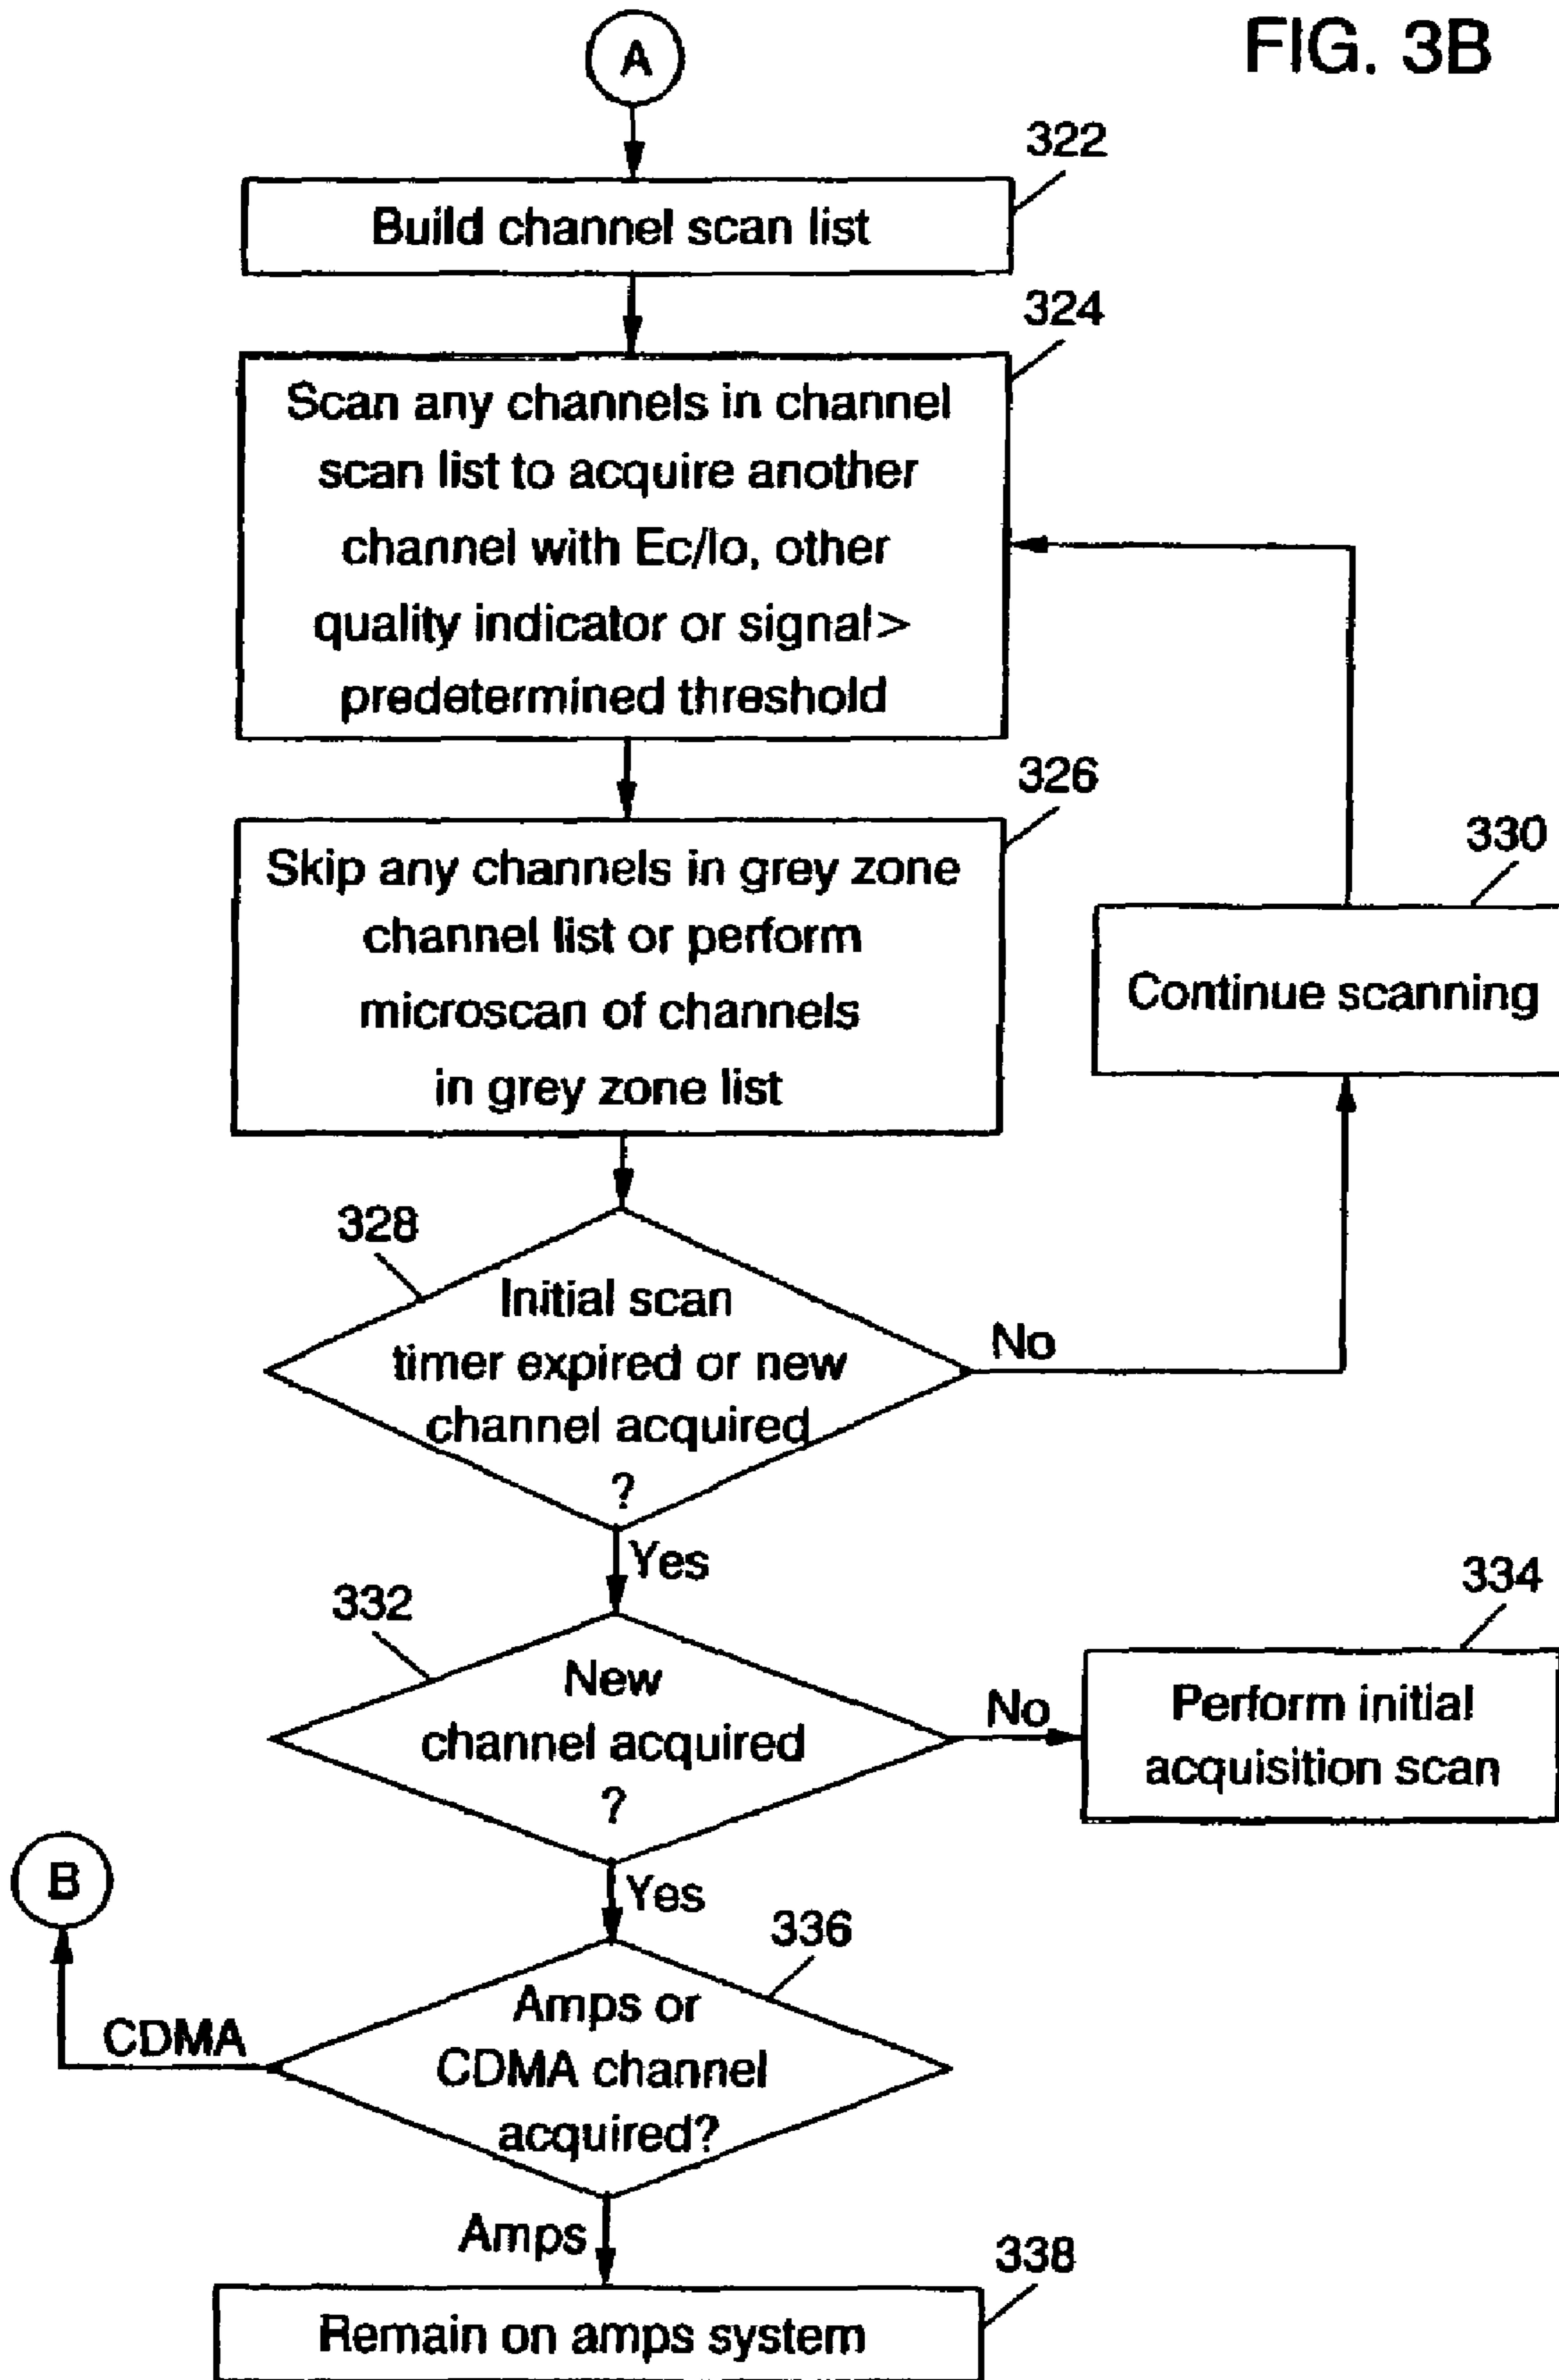 FIG. 3B
A
322
Build channel scan list
324
Scan any channels in channel
scan list to acquire another
channel with Ec/Io, other
quality indicator or signal>
predetermined threshold
326
Skip any channels in grey zone
channel list or perform
microscan of channels
in grey zone list
330
Continue scanning
328
Initial scan
timer expired or new
channel acquired
?
No
Yes
332
New
channel acquired
?
No
334
Perform initial
acquisition scan
Yes
B
336
Amps or
CDMA channel
acquired?
CDMA
Amps
338
Remain on amps system